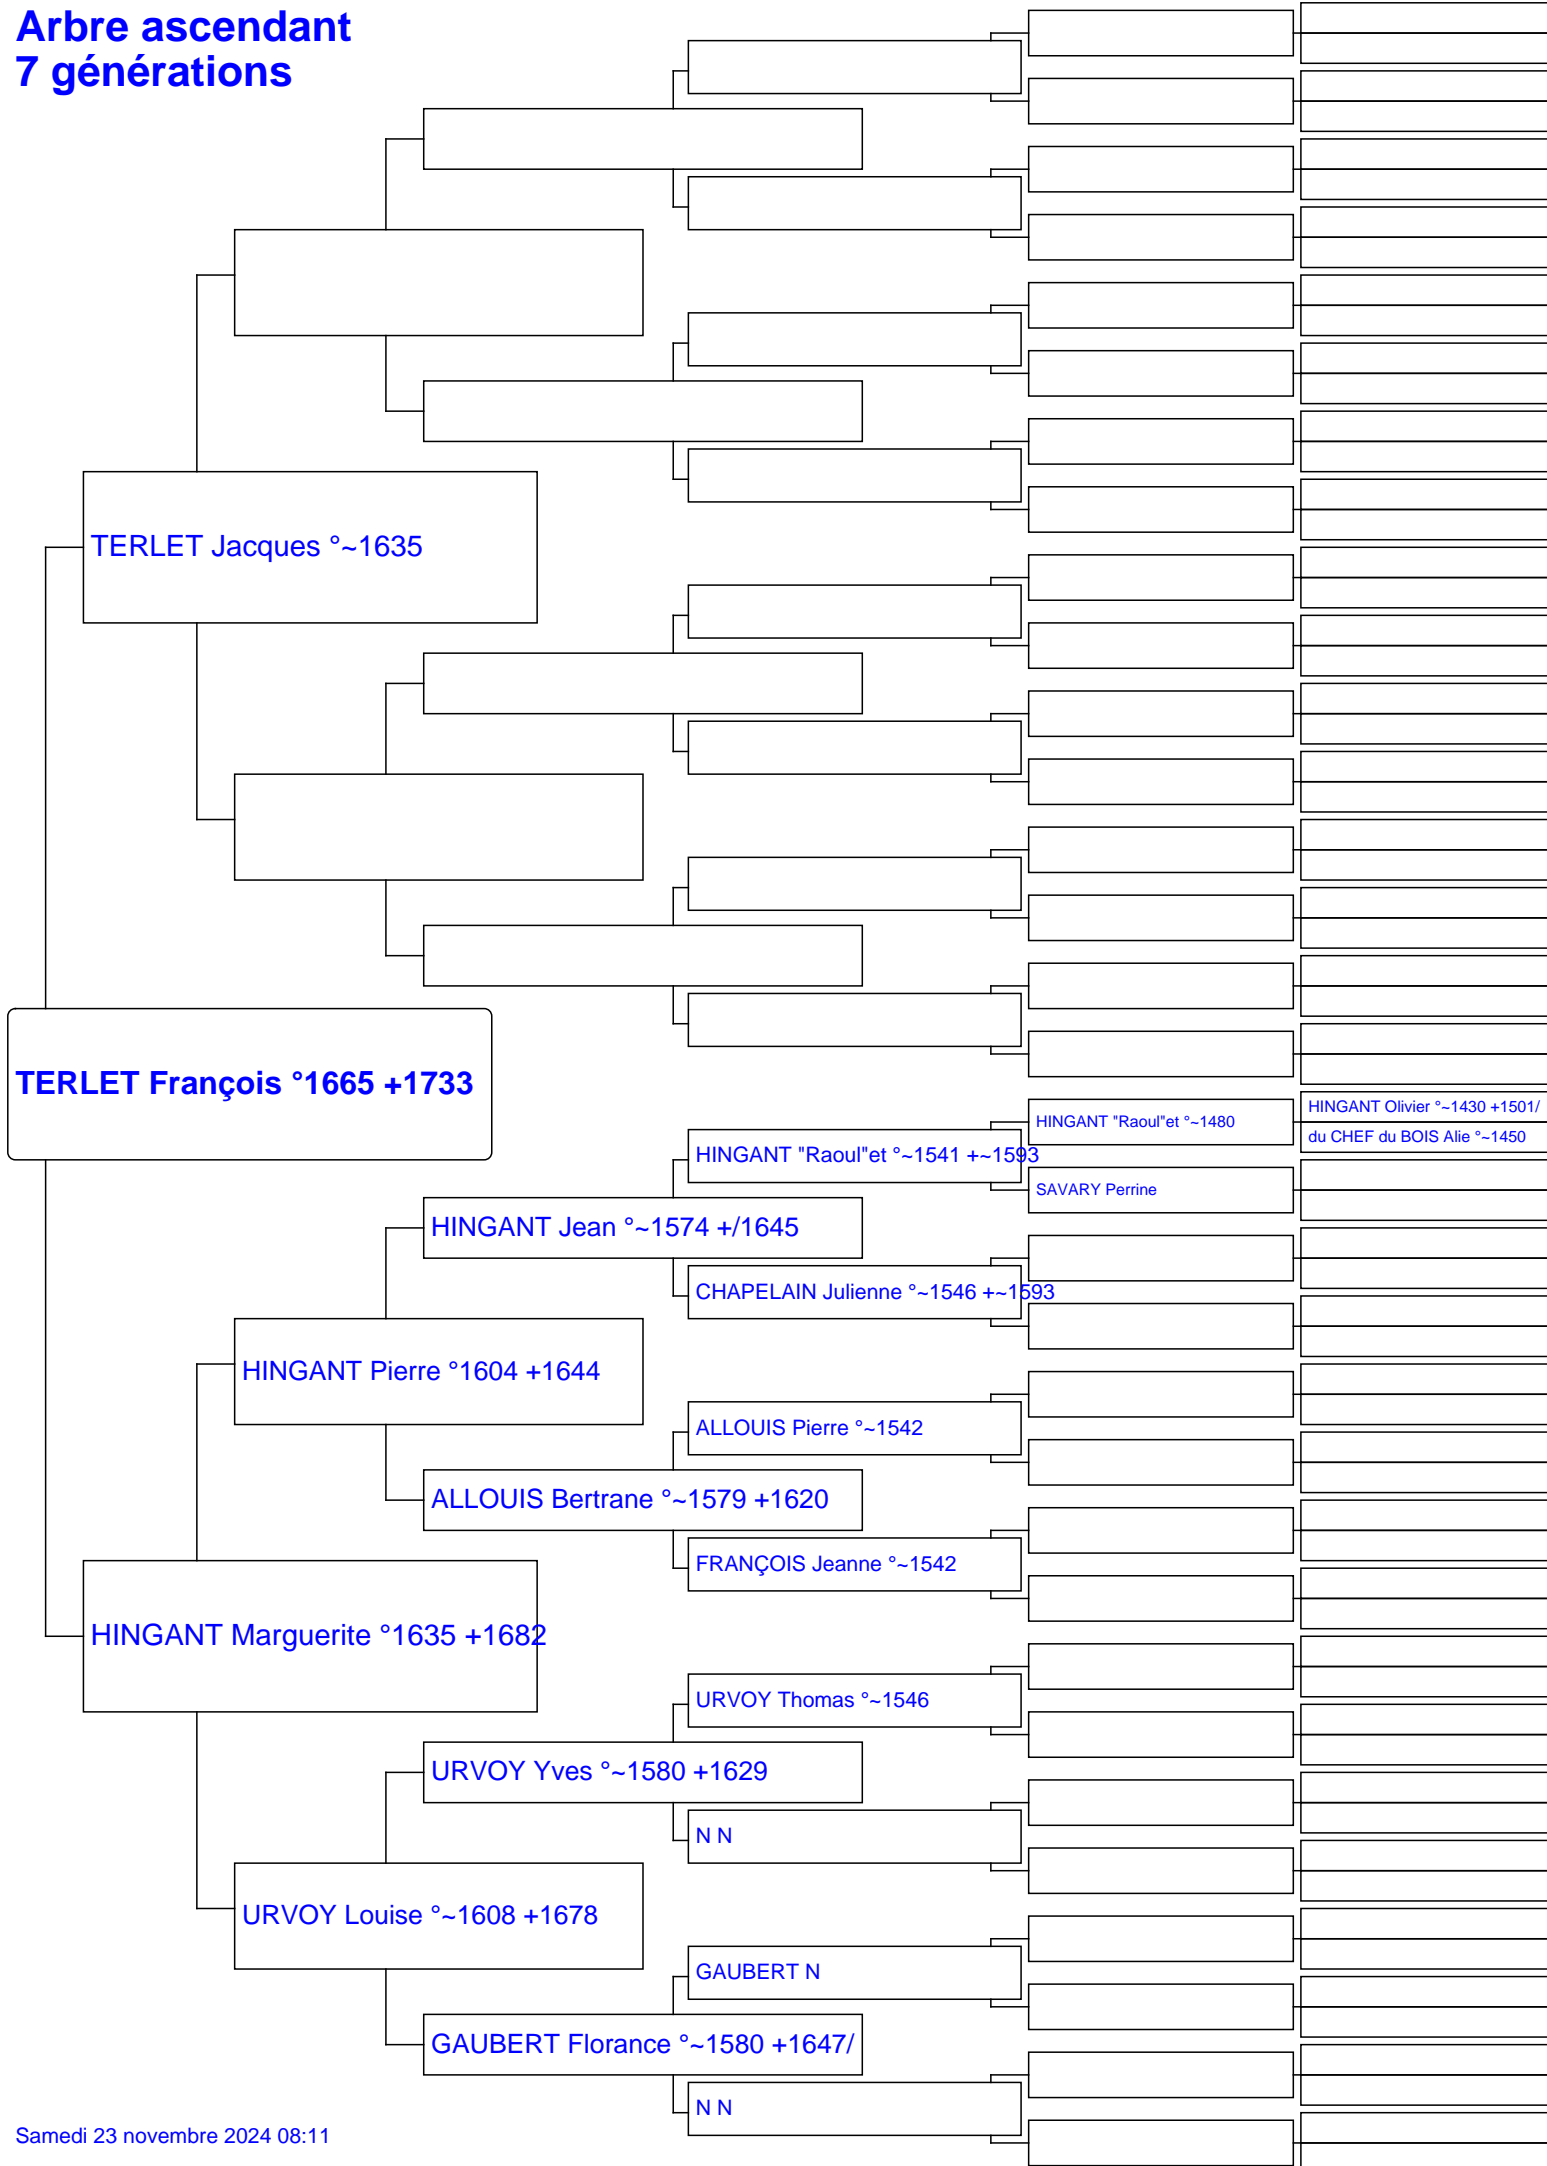 Arbre ascendant
7 générations
TERLET Jacques °~1635
TERLET François °1665 +1733
HINGANT "Raoul"et °~1480
HINGANT Olivier °~1430 +1501/
du CHEF du BOIS Alie °~1450
HINGANT "Raoul"et °~1541 +~1593
SAVARY Perrine
HINGANT Jean °~1574 +/1645
CHAPELAIN Julienne °~1546 +~1593
HINGANT Pierre °1604 +1644
ALLOUIS Pierre °~1542
ALLOUIS Bertrane °~1579 +1620
FRANÇOIS Jeanne °~1542
HINGANT Marguerite °1635 +1682
URVOY Thomas °~1546
URVOY Yves °~1580 +1629
N N
URVOY Louise °~1608 +1678
GAUBERT N
GAUBERT Florance °~1580 +1647/
N N
Samedi 23 novembre 2024 08:11